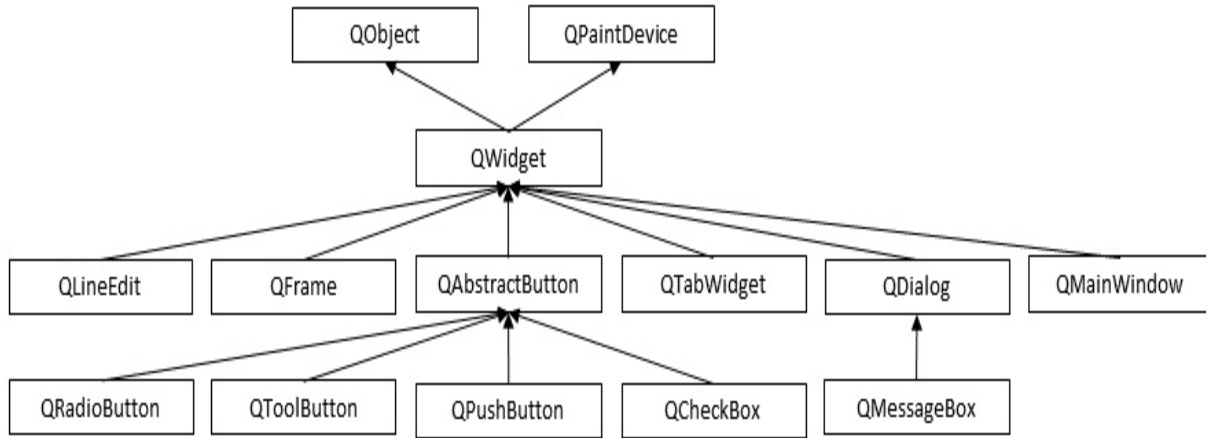 QObject
QPaintDevice
QWidget
QLineEdit
QFrame
QAbstractButton
QTabWidget
QDialog
QMainWindow
QRadioButton
QToolButton
QPushButton
QCheckBox
QMessageBox